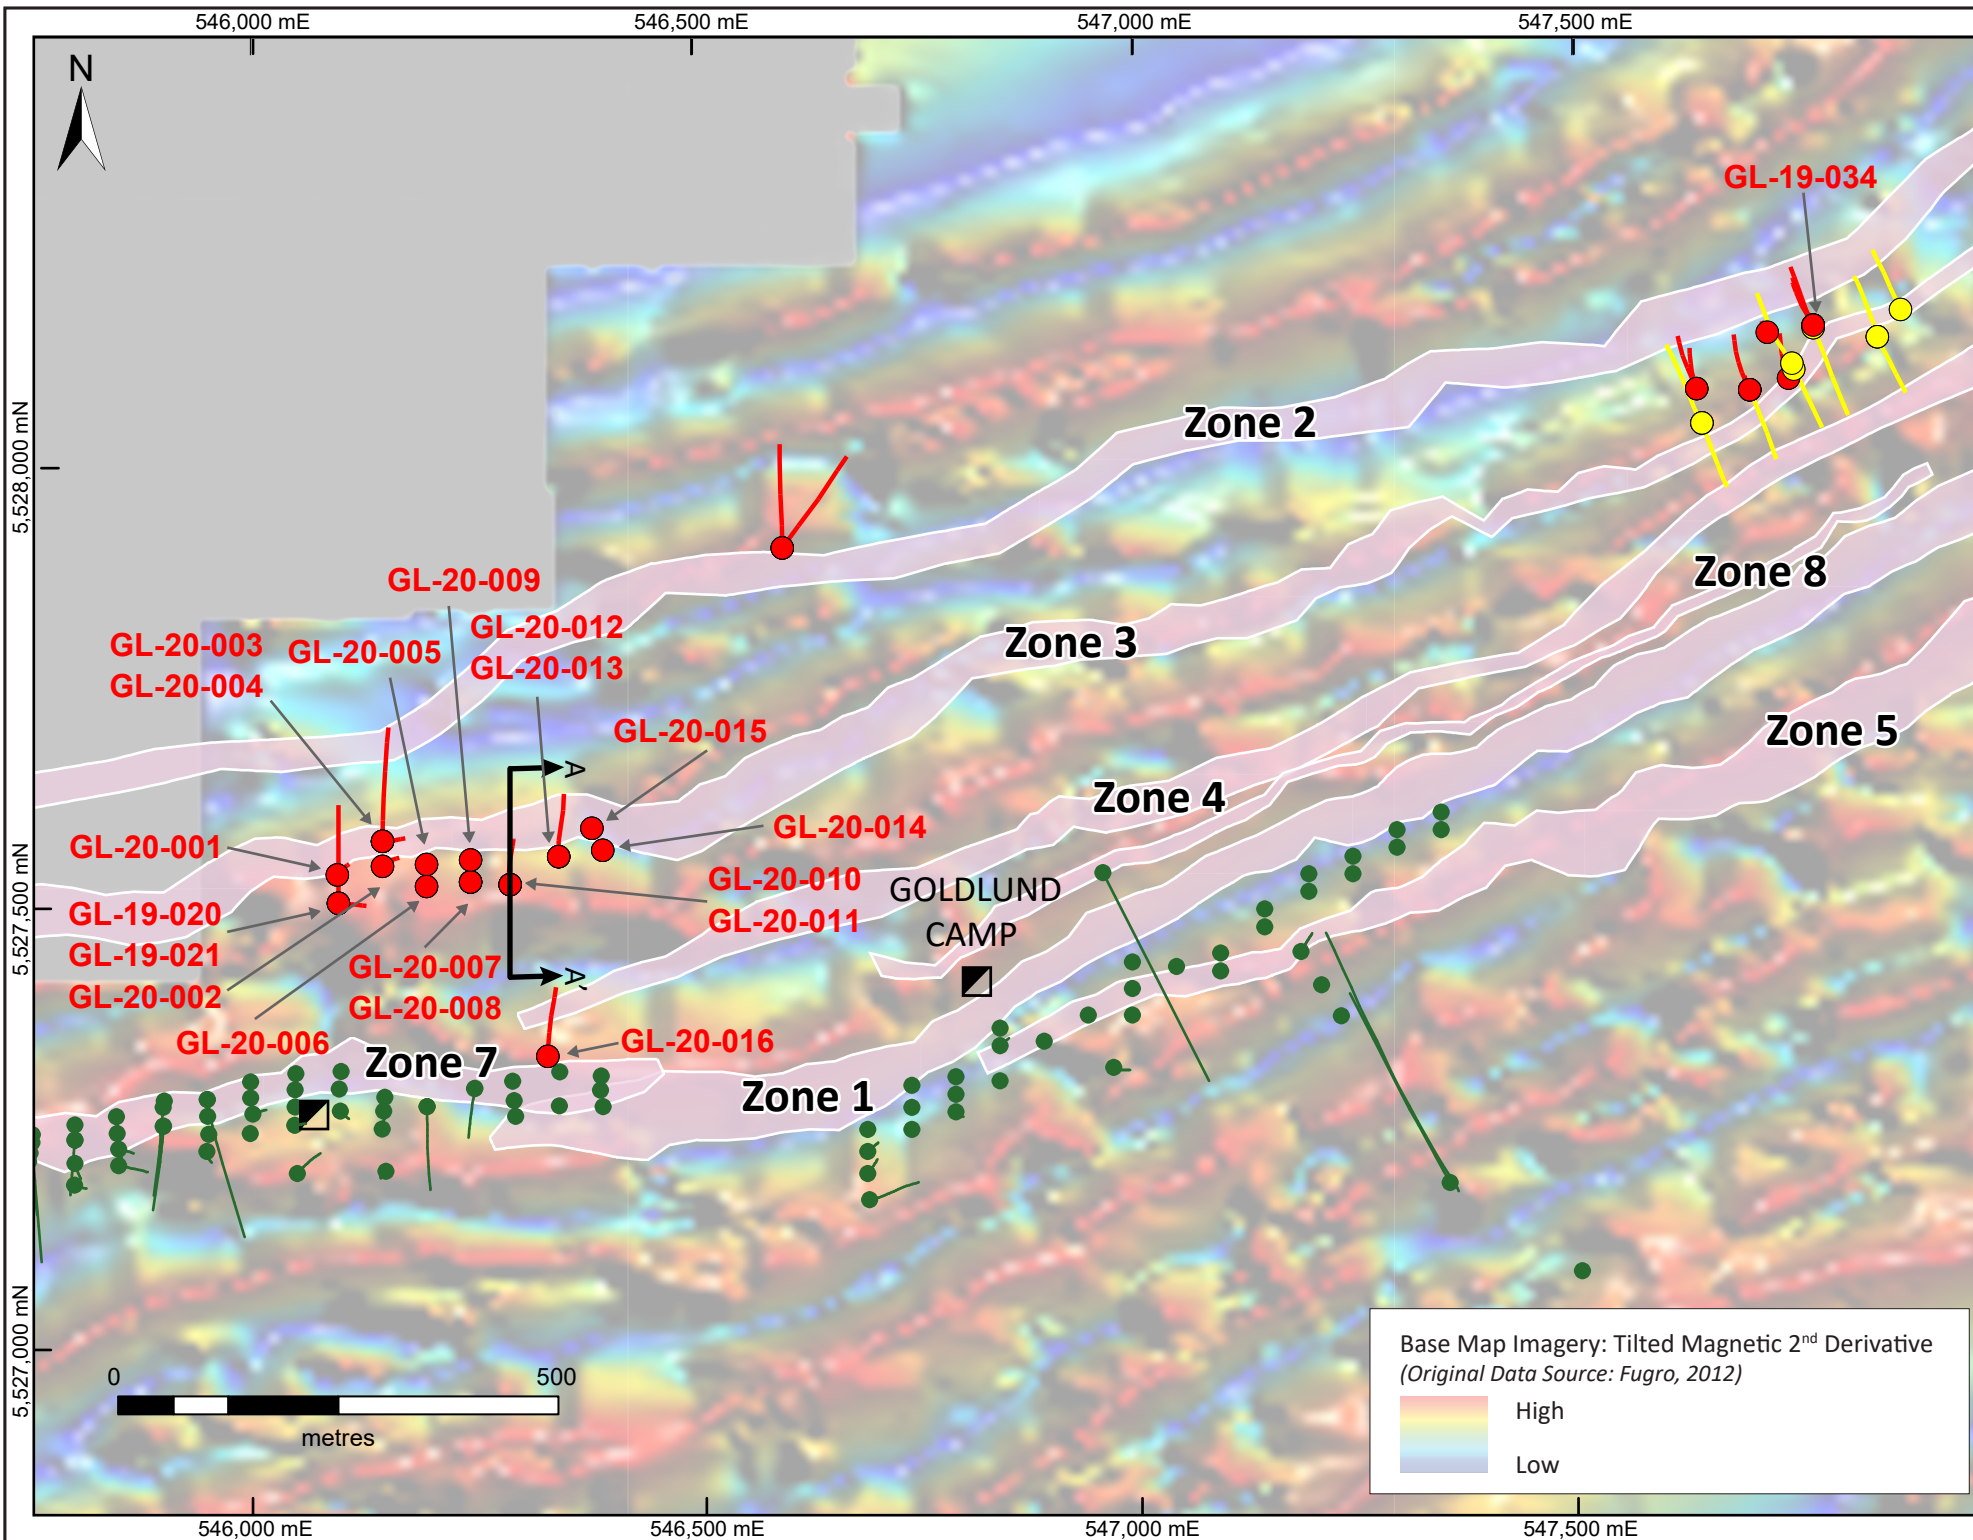 546,000 mE
546,500 mE
547,000 mE
547,500 mE
N
GL-19-034
5,528,000 mN
Zone 2
GL-20-009
Zone 8
GL-20-012
GL-20-013
GL-20-003
GL-20-004
GL-20-005
Zone 3
GL-20-015
Zone 5
A
Zone 4
GL-20-001
GL-20-014
5,527,500 mN
GL-20-010
GL-20-011
GOLDLUND
CAMP
GL-19-020
GL-19-021
GL-20-002
GL-20-007
GL-20-008
A'
GL-20-006
GL-20-016
Zone 7
Zone 1
5,527,000 mN
0
500
metres
Base Map Imagery: Tilted Magnetic 2nd Derivative
(Original Data Source: Fugro, 2012)
High
Low
546,000 mE
546,500 mE
547,000 mE
547,500 mE